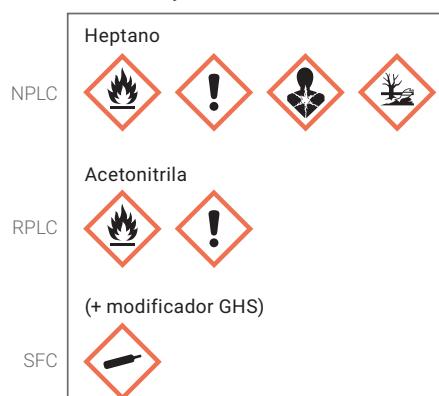 Heptano
NPLC
Acetonitrila
RPLC
(+ modificador GHS)
SFC